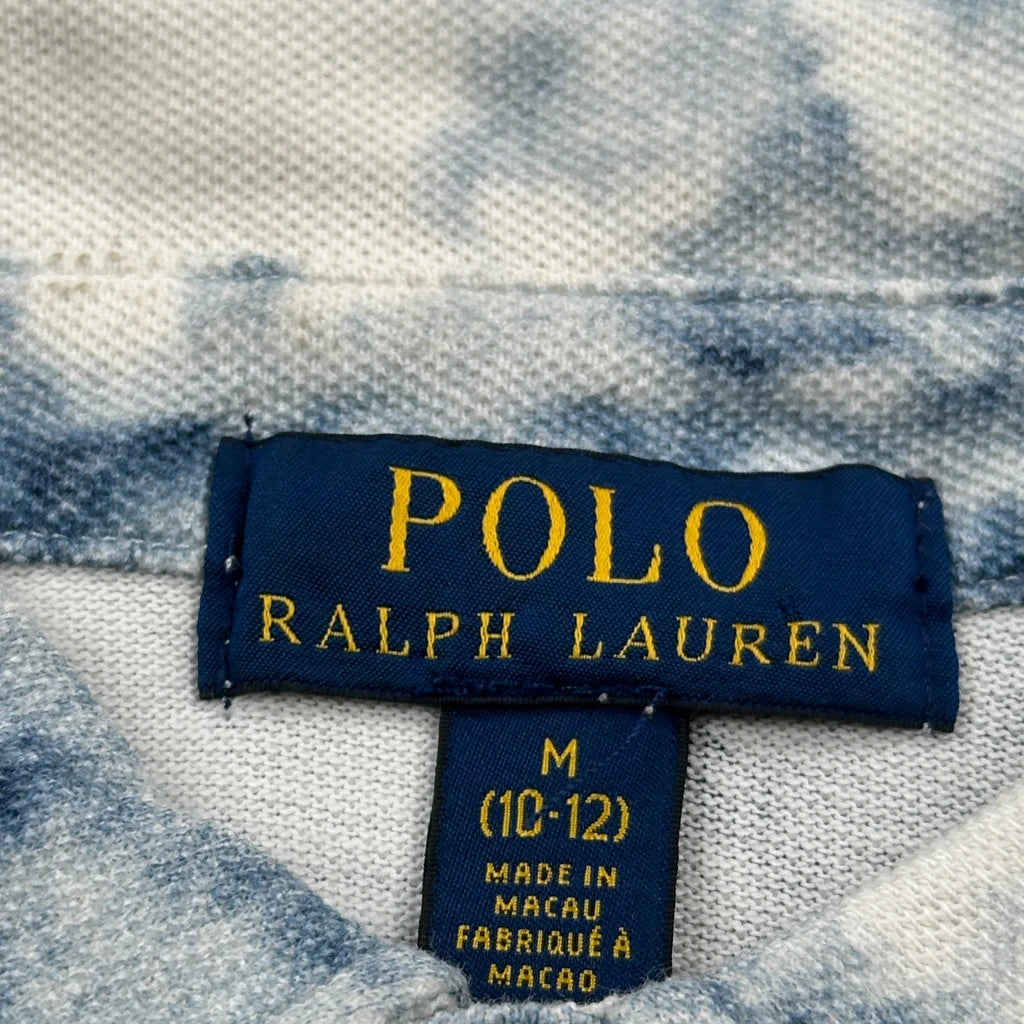 POLO
RALPH LAUREN
M
(10-12)
MADE IN
MACAU
FABRIQUÉ À
MACAO